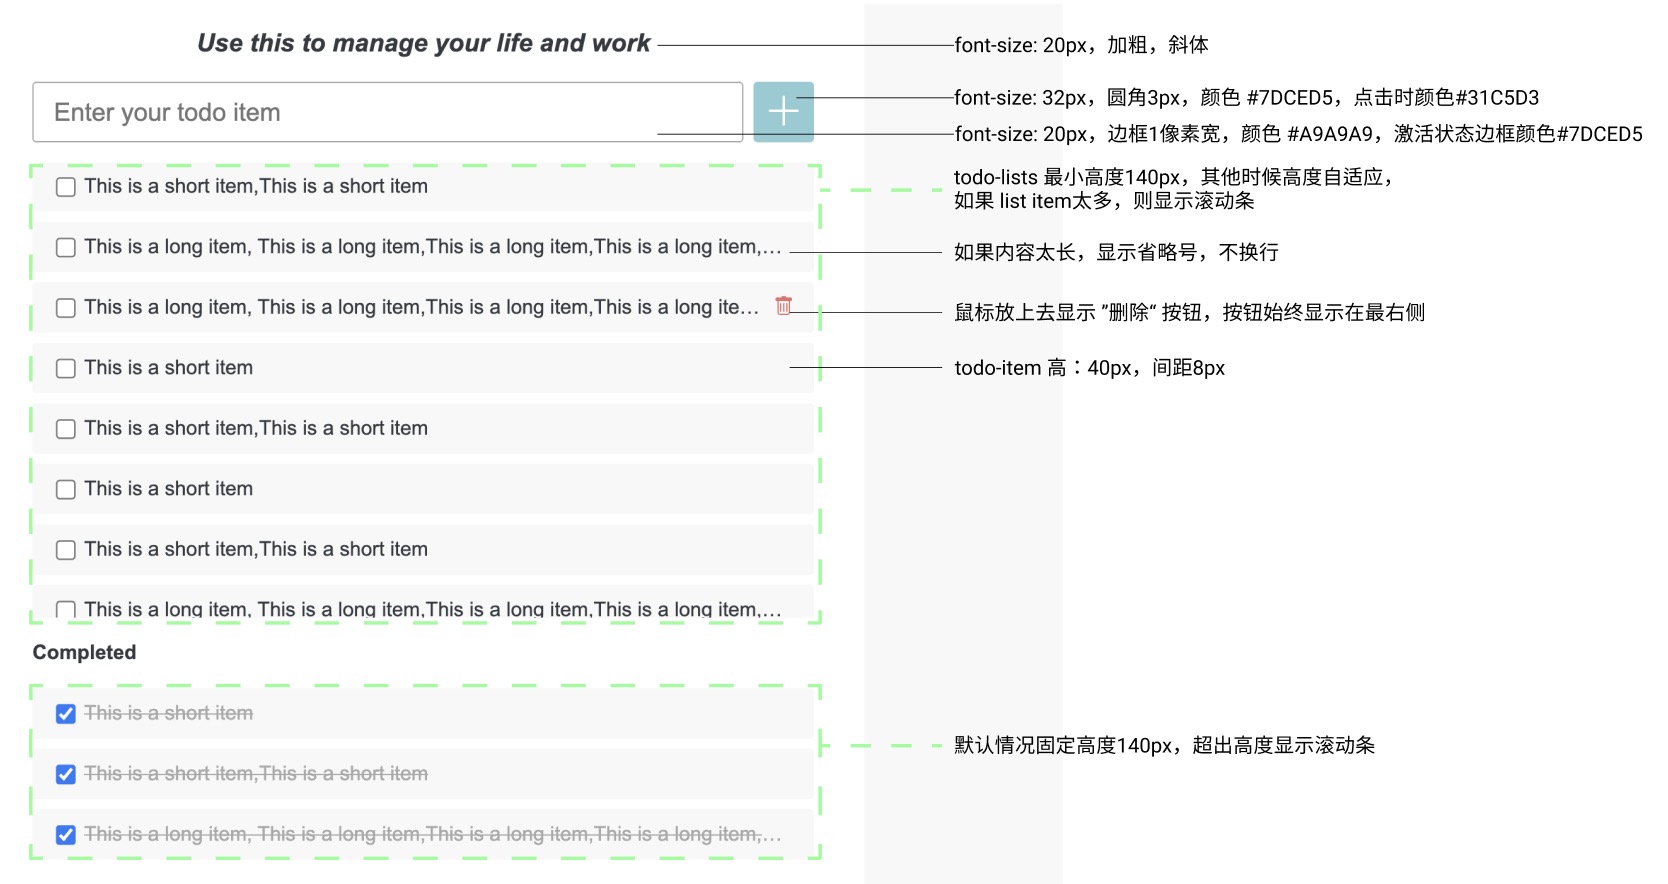 Use this to manage your life and work
font-size: 20px，加粗，斜体
Enter your todo item
font-size: 32px，圆角3px，颜色 #7DCED5，点击时颜色#31C5D3
font-size: 20px，边框1像素宽，颜色 #A9A9A9，激活状态边框颜色#7DCED5
This is a short item,This is a short item
todo-lists 最小高度140px，其他时候高度自适应，
如果 list item太多，则显示滚动条
This is a long item, This is a long item,This is a long item,This is a long item,...
如果内容太长，显示省略号，不换行
This is a long item, This is a long item,This is a long item,This is a long ite...
鼠标放上去显示 ”删除“ 按钮，按钮始终显示在最右侧
This is a short item
todo-item 高：40px，间距8px
This is a short item,This is a short item
This is a short item
This is a short item,This is a short item
This is a long item, This is a long item,This is a long item,This is a long item,...
Completed
This is a short item
默认情况固定高度140px，超出高度显示滚动条
This is a short item,This is a short item
This is a long item, This is a long item,This is a long item,This is a long item,...